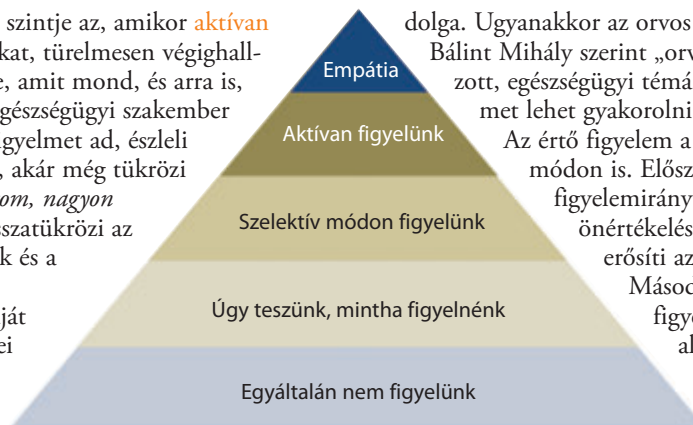 szintje az, amikor aktívan
kat, türelmesen végighall-
e, amit mond, és arra is,
gészségügyi szakember
gyelmet ad, észleli
, akár még tükrözi
om, nagyon
sszatükrözi az
k és a
ját
ei
Empátia
Aktívan figyelünk
Szelektív módon figyelünk
Úgy teszünk, mintha figyelnénk
Egyáltalán nem figyelünk
dolga. Ugyanakkor az orvos
Bálint Mihály szerint „orv
zott, egészségügyi témá
met lehet gyakorolni
Az értő figyelem a
módon is. Elősz
figyelemirány
önértékelés
erősíti az
Másod
figye
al